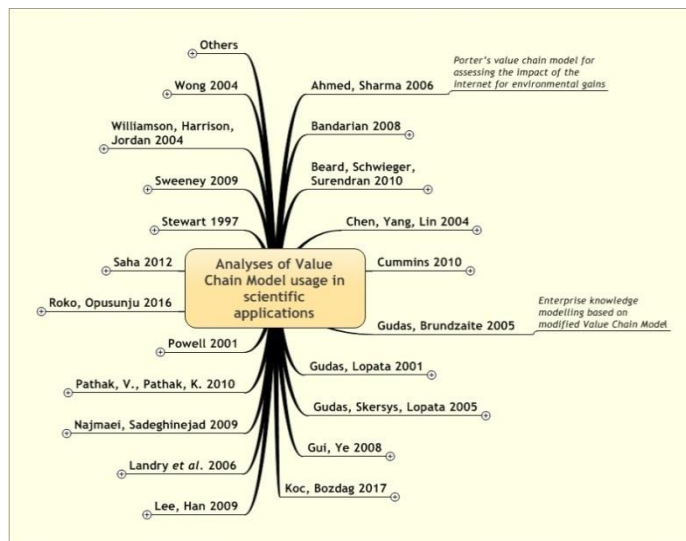 Others
Wong 2004
Williamson, Harrison,
Jordan 2004
Sweeney 2009
Stewart 1997
Saha 2012
Roko, Opusunju 2016
Powell 2001
Pathak, V., Pathak, K. 2010
Najmaei, Sadeghinejad 2009
Landry et al. 2006
Lee, Han 2009
Analyses of Value
Chain Model usage in
scientific
applications
Ahmed, Sharma 2006
Porter's value chain model for
assessing the impact of the
internet for environmental gains
Bandarian 2008
Beard, Schwieger,
Surendran 2010
Chen, Yang, Lin 2004
Cummins 2010
Gudas, Brundzaite 2005
Enterprise knowledge
modelling based on
modified Value Chain Model
Gudas, Lopata 2001
Gudas, Skersys, Lopata 2005
Gui, Ye 2008
Koc, Bozdag 2017